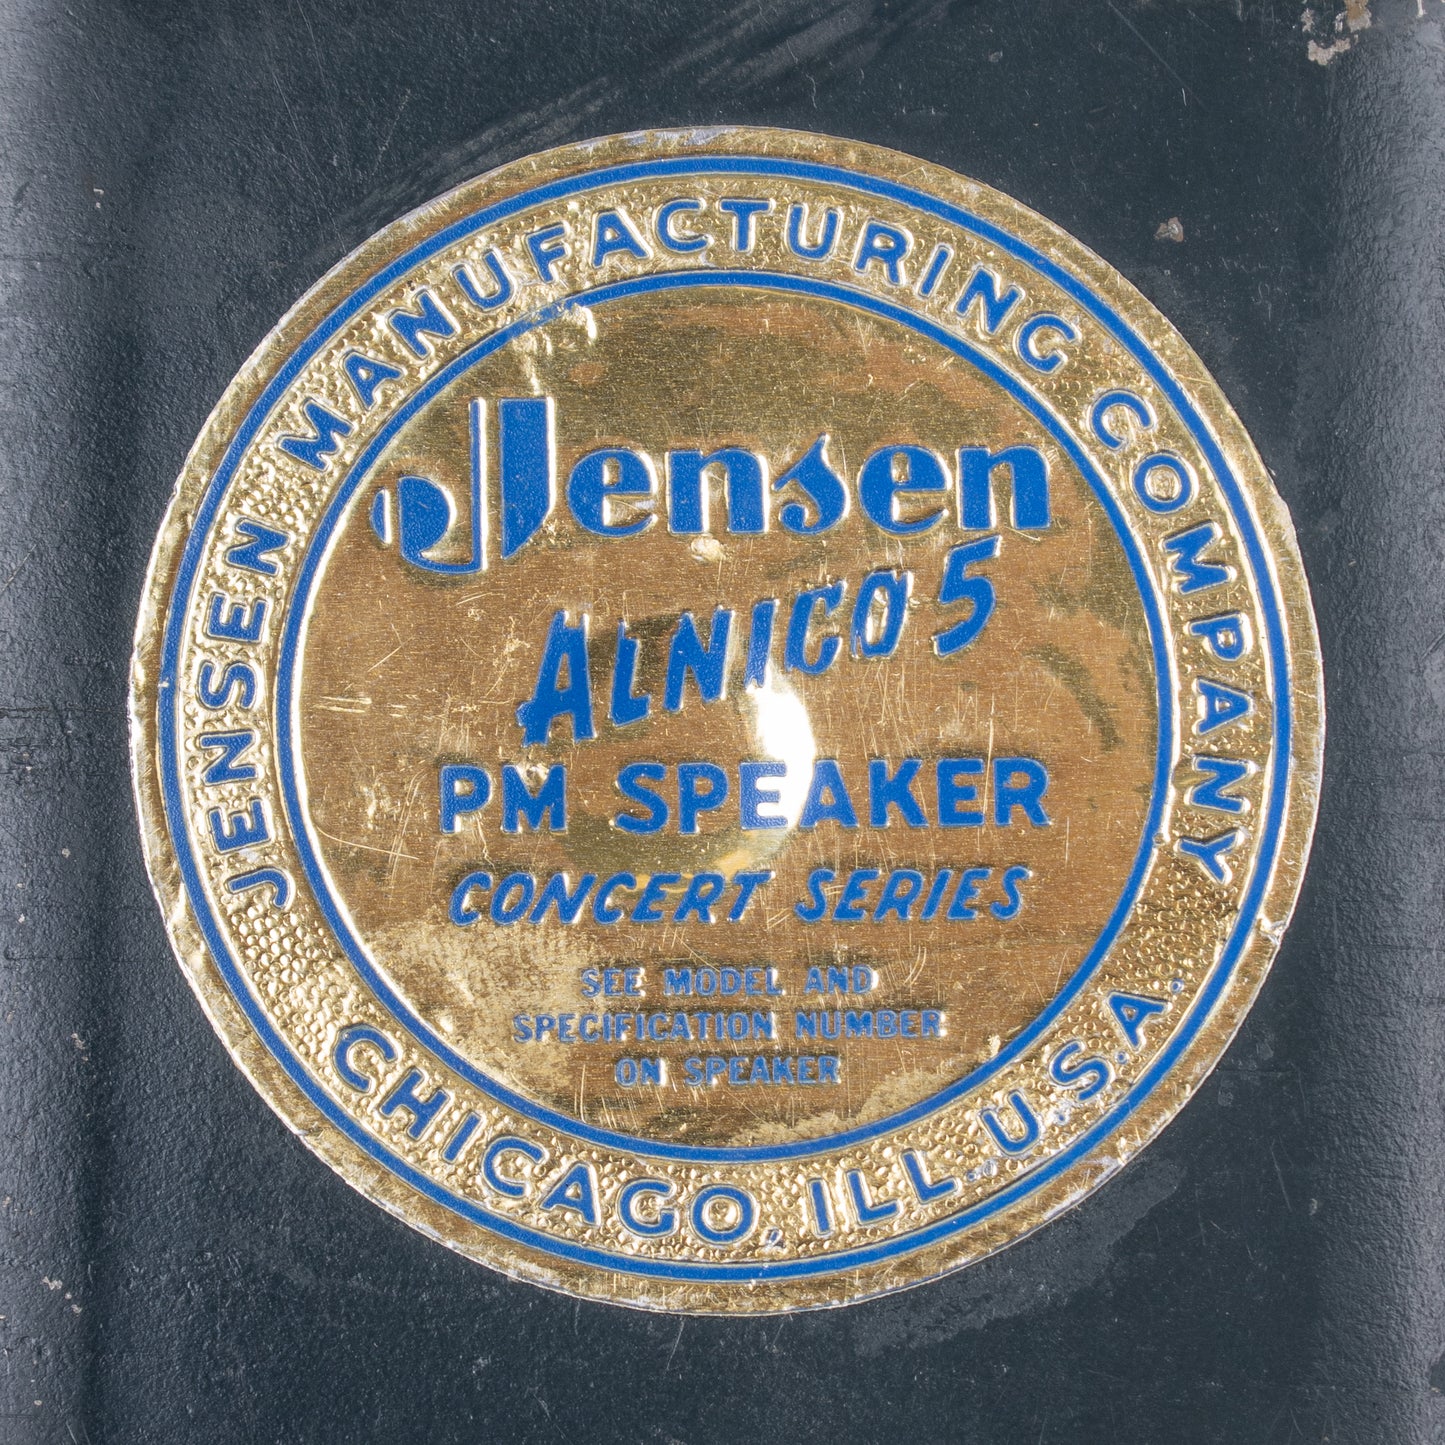 JENSEN MANUFACTURING COMPANY
Jensen
ALNICO 5
PM SPEAKER
CONCERT SERIES
SEE MODEL AND
SPECIFICATION NUMBER
ON SPEAKER
CHICAGO, ILL. U.S.A.